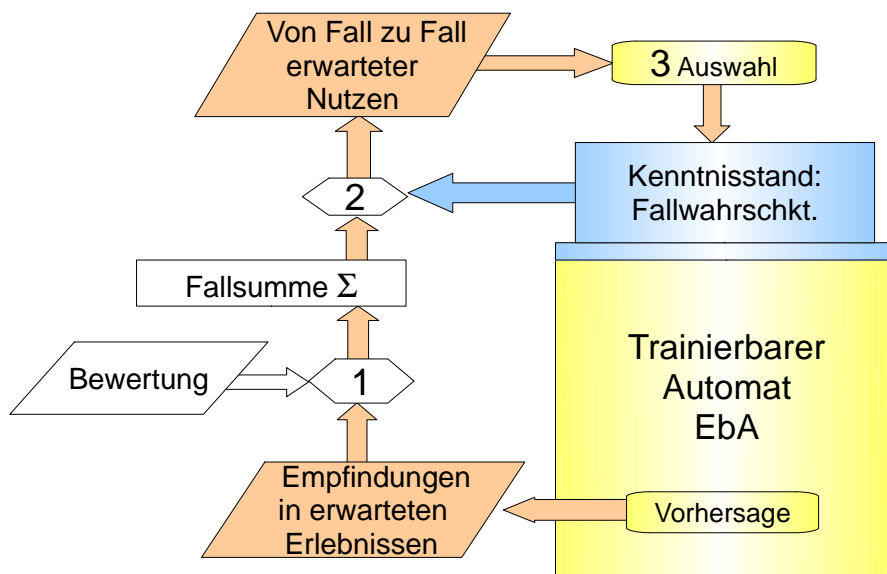 Von Fall zu Fall
erwarteter
Nutzen
3 Auswahl
Kenntnisstand:
Fallwahrschkt.
2
Fallsumme Σ
Bewertung
1
Trainierbarer
Automat
EbA
Empfindungen
in erwarteten
Erlebnissen
Vorhersage